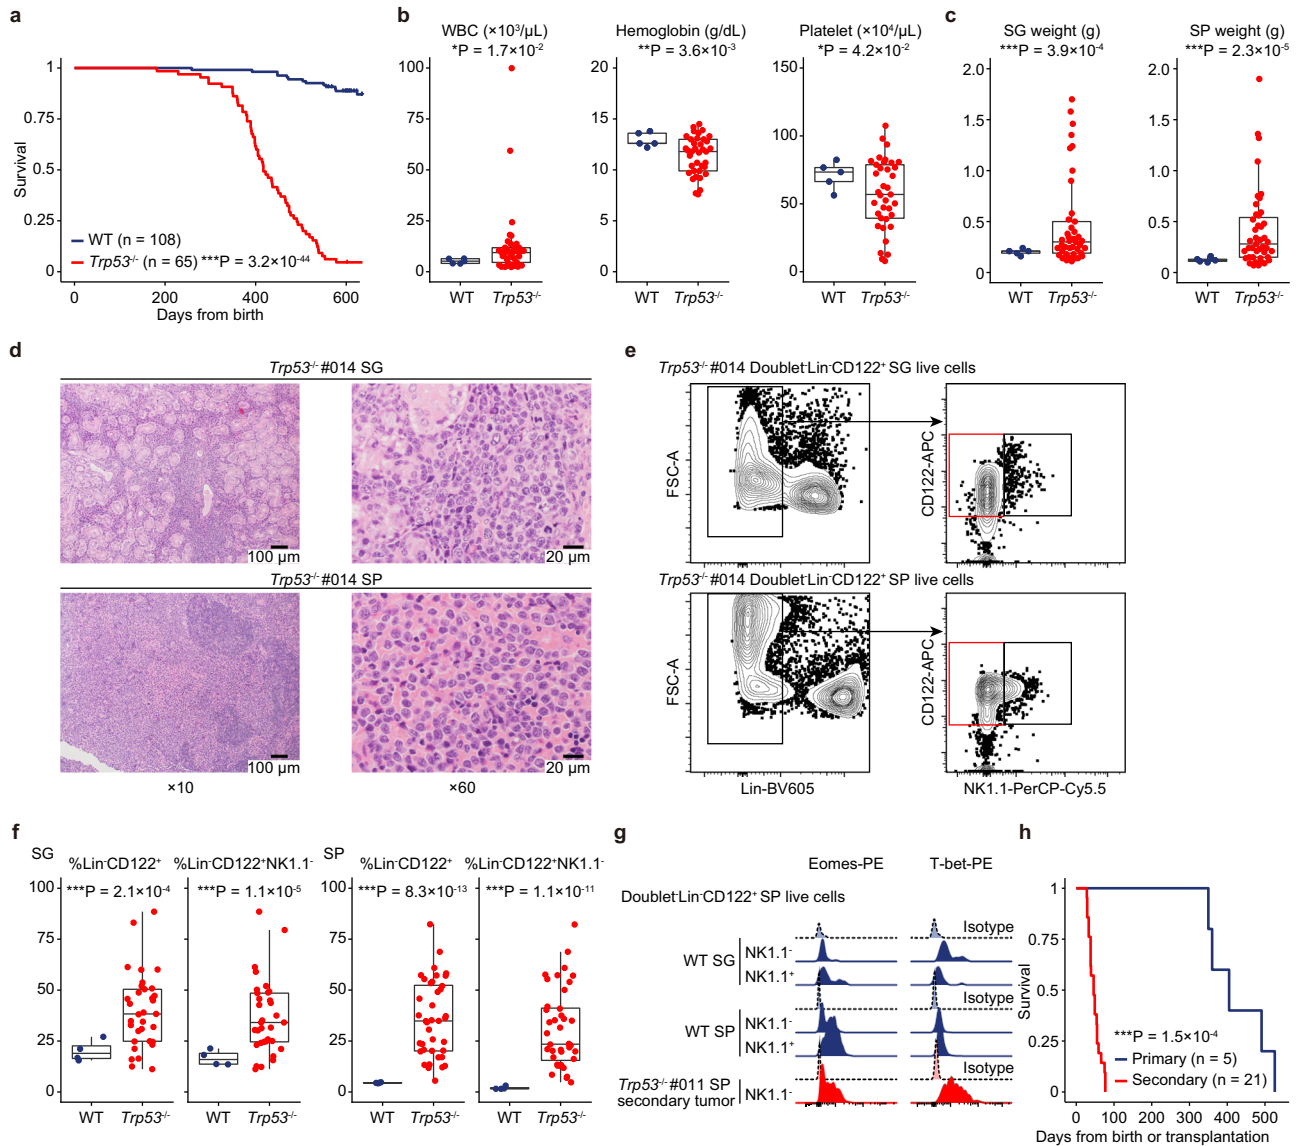 a
Survival
1
0.75
0.5
0.25
0
WT (n = 108)
Trp53-/- (n = 65) ***P = 3.2×10-44
0 200 400 600
Days from birth
b
WBC (×10³/μL)
*P = 1.7×10-2
100
75
50
25
0
WT Trp53-/-
Hemoglobin (g/dL)
**P = 3.6×10-3
20
15
10
5
0
WT Trp53-/-
Platelet (×10⁴/μL)
*P = 4.2×10-2
150
100
50
0
WT Trp53-/-
c
SG weight (g)
***P = 3.9×10-4
2.0
1.5
1.0
0.5
0
WT Trp53-/-
SP weight (g)
***P = 2.3×10-5
2.0
1.5
1.0
0.5
0
WT Trp53-/-
d
Trp53-/- #014 SG
100 μm
20 μm
Trp53-/- #014 SP
100 μm
20 μm
×10
×60
e
Trp53-/- #014 Doublet-Lin-CD122+ SG live cells
FSC-A
CD122-APC
Trp53-/- #014 Doublet-Lin-CD122+ SP live cells
FSC-A
CD122-APC
Lin-BV605
NK1.1-PerCP-Cy5.5
f
SG
%Lin-CD122+
***P = 2.1×10-4
100
75
50
25
0
WT Trp53-/-
%Lin-CD122+NK1.1-
***P = 1.1×10-5
WT Trp53-/-
SP
%Lin-CD122+
***P = 8.3×10-13
100
75
50
25
0
WT Trp53-/-
%Lin-CD122+NK1.1-
***P = 1.1×10-11
WT Trp53-/-
g
Eomes-PE T-bet-PE
Doublet-Lin-CD122+ SP live cells
Isotype
WT SG
NK1.1-
NK1.1+
Isotype
WT SP
NK1.1-
NK1.1+
Isotype
Trp53-/- #011 SP
secondary tumor
NK1.1-
h
Survival
1
0.75
0.5
0.25
0
***P = 1.5×10-4
Primary (n = 5)
Secondary (n = 21)
0 100 200 300 400 500
Days from birth or transplantation